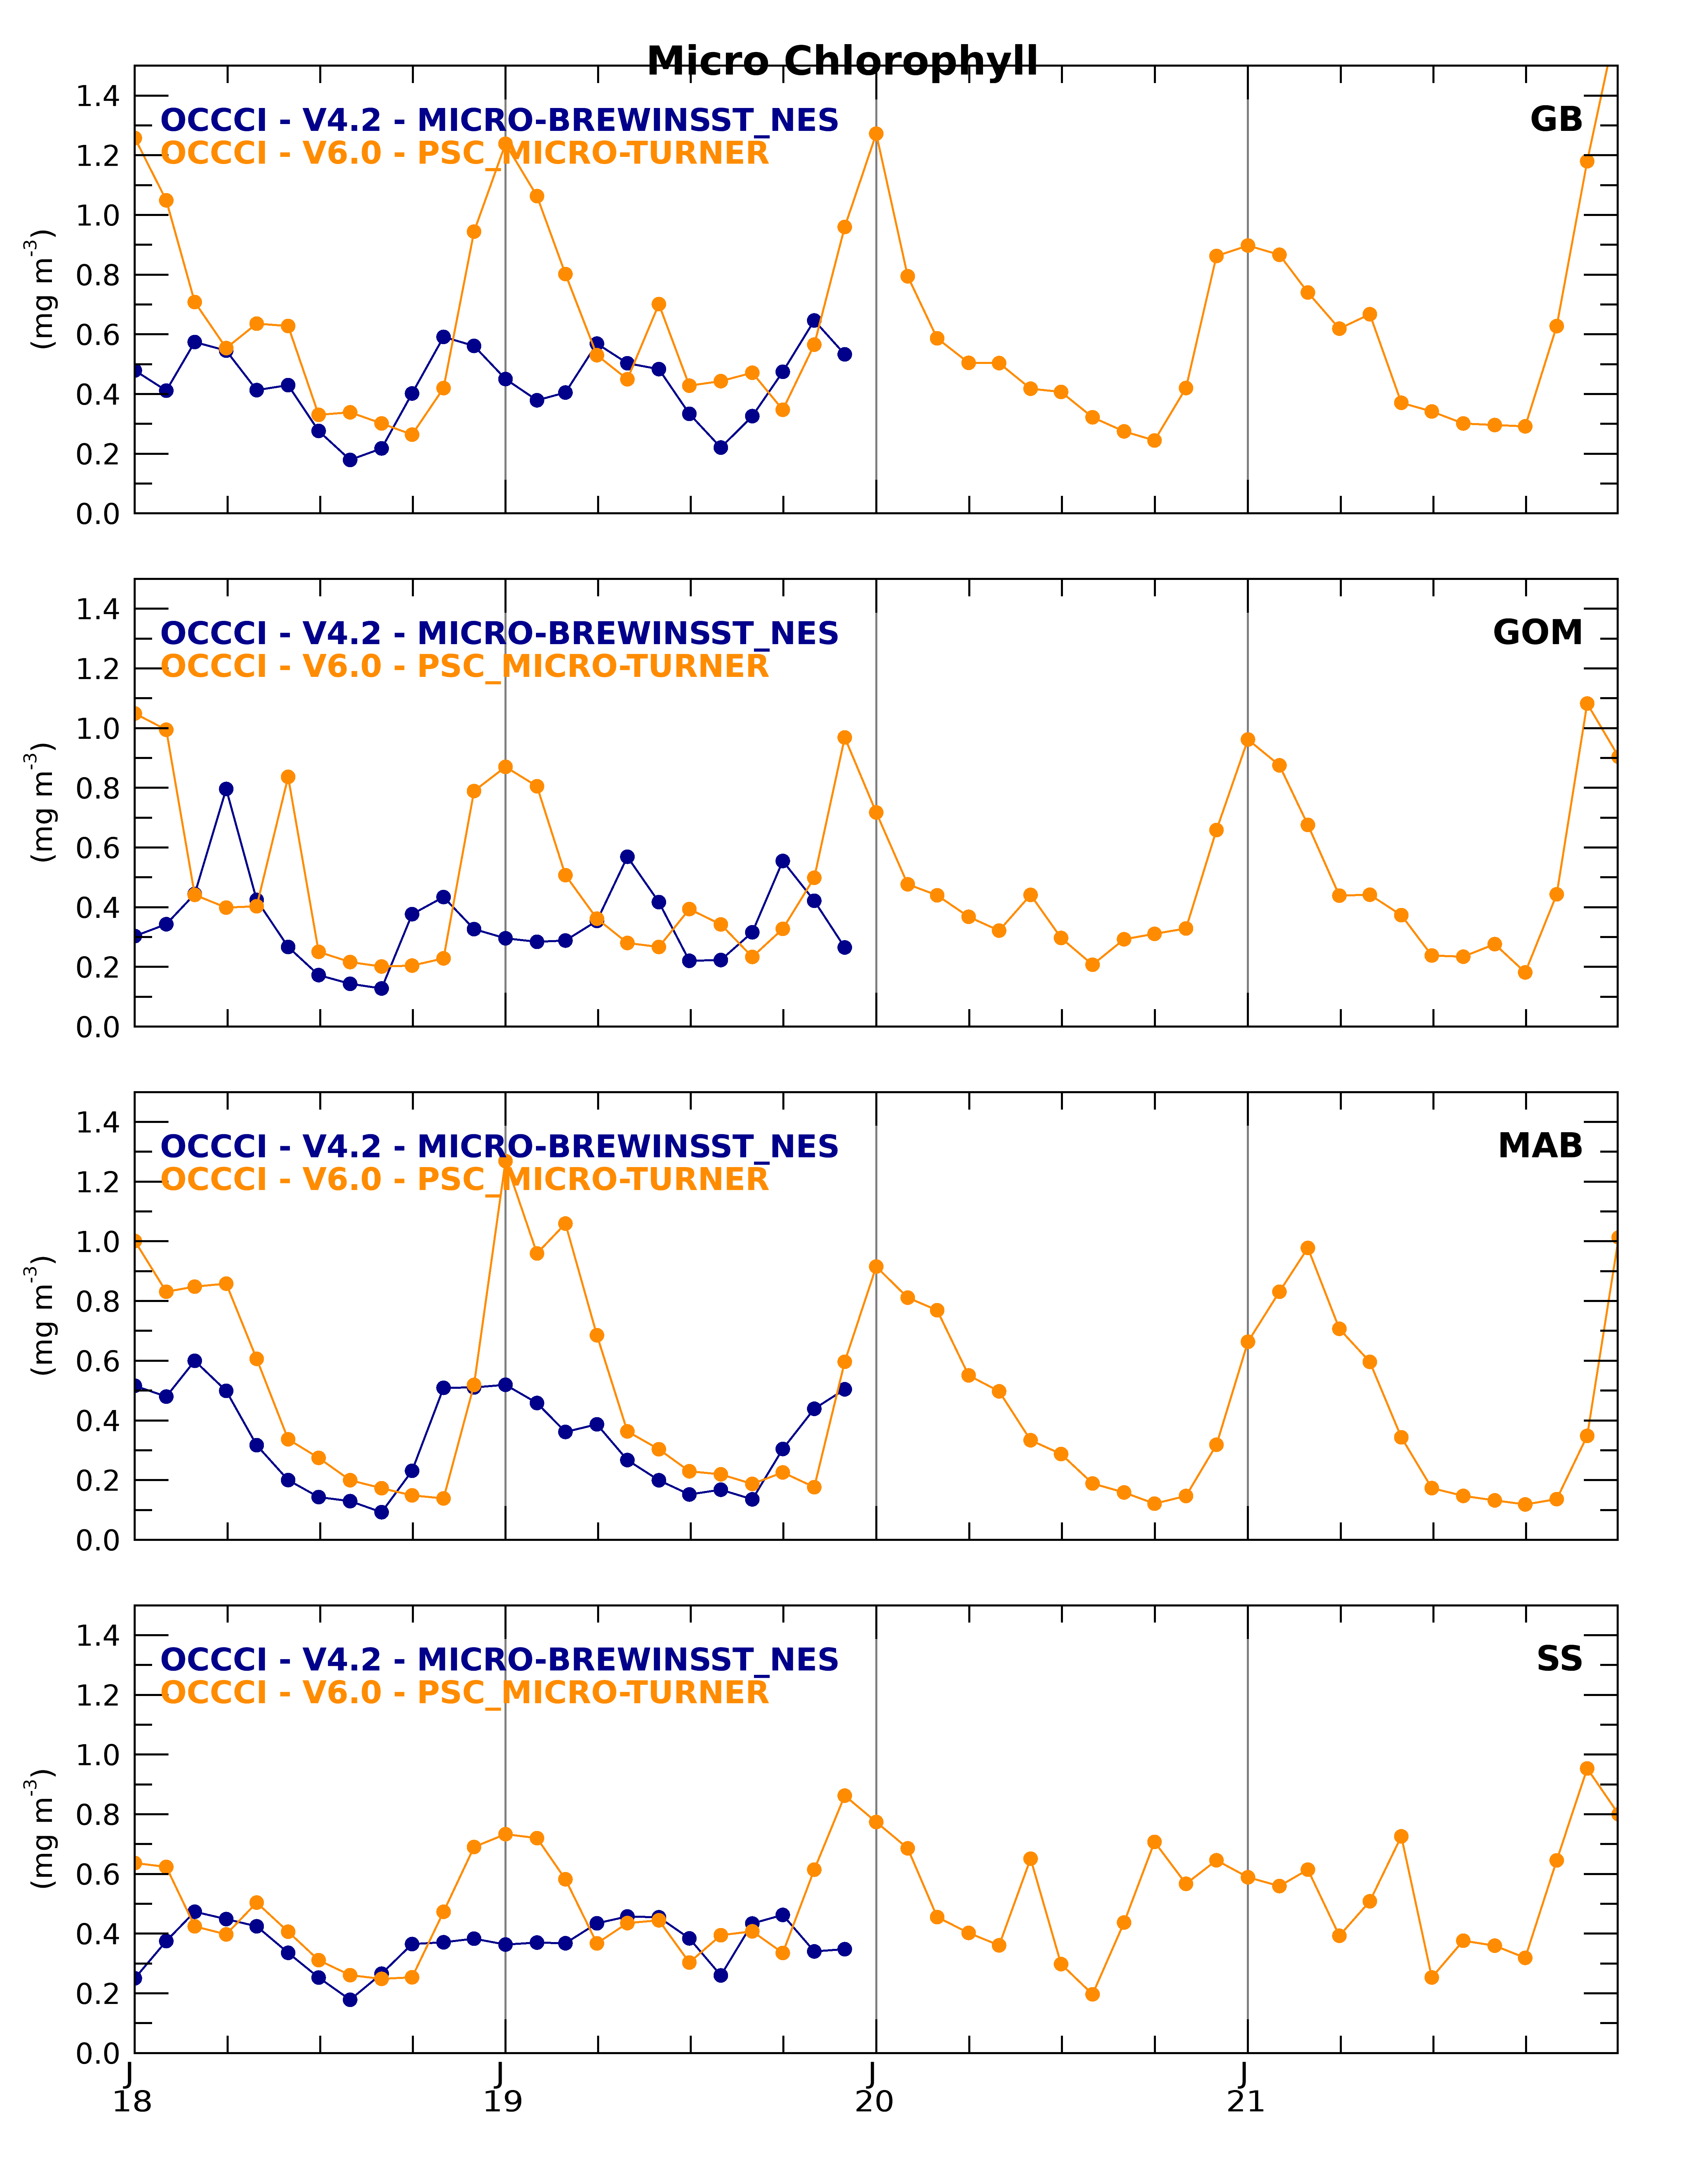 Micro Chlorophyll
1.4
OCCCI - V4.2 - MICRO-BREWINSST_NES
GB
1.2
OCCCI - V6.0 - PSC_MICRO-TURNER
1.0
(mg m-3)
0.8
0.6
0.4
0.2
0.0
1.4
OCCCI - V4.2 - MICRO-BREWINSST_NES
GOM
1.2
OCCCI - V6.0 - PSC_MICRO-TURNER
1.0
(mg m-3)
0.8
0.6
0.4
0.2
0.0
1.4
OCCCI - V4.2 - MICRO-BREWINSST_NES
MAB
1.2
OCCCI - V6.0 - PSC_MICRO-TURNER
1.0
(mg m-3)
0.8
0.6
0.4
0.2
0.0
1.4
OCCCI - V4.2 - MICRO-BREWINSST_NES
SS
1.2
OCCCI - V6.0 - PSC_MICRO-TURNER
1.0
(mg m-3)
0.8
0.6
0.4
0.2
0.0
J J J J
18 19 20 21